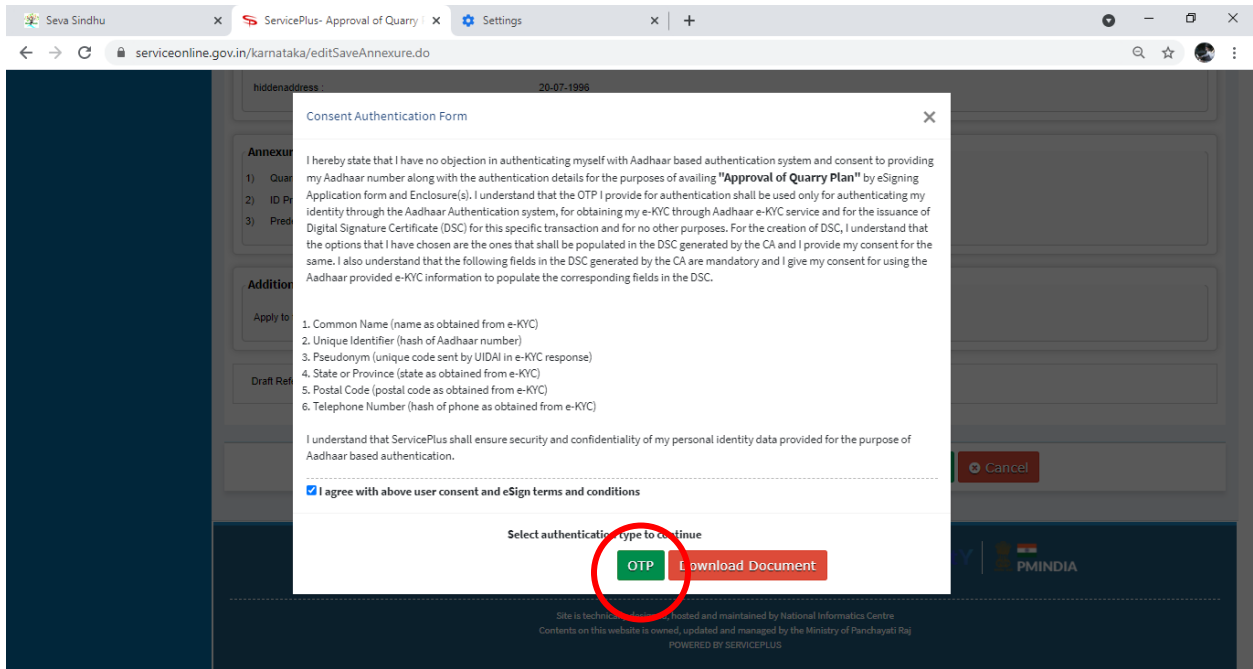 Seva Sindhu
ServicePlus- Approval of Quarry
Settings
serviceonline.gov.in/karnataka/editSaveAnnexure.do
hiddenaddress : 20-07-1996
Consent Authentication Form
Annexur
1) Quar
2) ID Pr
3) Pred
I hereby state that I have no objection in authenticating myself with Aadhaar based authentication system and consent to providing
my Aadhaar number along with the authentication details for the purposes of availing "Approval of Quarry Plan" by eSigning
Application form and Enclosure(s). I understand that the OTP I provide for authentication shall be used only for authenticating my
identity through the Aadhaar Authentication system, for obtaining my e-KYC through Aadhaar e-KYC service and for the issuance of
Digital Signature Certificate (DSC) for this specific transaction and for no other purposes. For the creation of DSC, I understand that
the options that I have chosen are the ones that shall be populated in the DSC generated by the CA and I provide my consent for the
same. I also understand that the following fields in the DSC generated by the CA are mandatory and I give my consent for using the
Aadhaar provided e-KYC information to populate the corresponding fields in the DSC.
Addition
Apply to
Draft Refe
1. Common Name (name as obtained from e-KYC)
2. Unique Identifier (hash of Aadhaar number)
3. Pseudonym (unique code sent by UIDAI in e-KYC response)
4. State or Province (state as obtained from e-KYC)
5. Postal Code (postal code as obtained from e-KYC)
6. Telephone Number (hash of phone as obtained from e-KYC)
I understand that ServicePlus shall ensure security and confidentiality of my personal identity data provided for the purpose of
Aadhaar based authentication.
Cancel
I agree with above user consent and eSign terms and conditions
Select authentication type to continue
OTP Download Document
Y PMINDIA
Site is technically designed, hosted and maintained by National Informatics Centre
Contents on this website is owned, updated and managed by the Ministry of Panchayati Raj
POWERED BY SERVICEPLUS